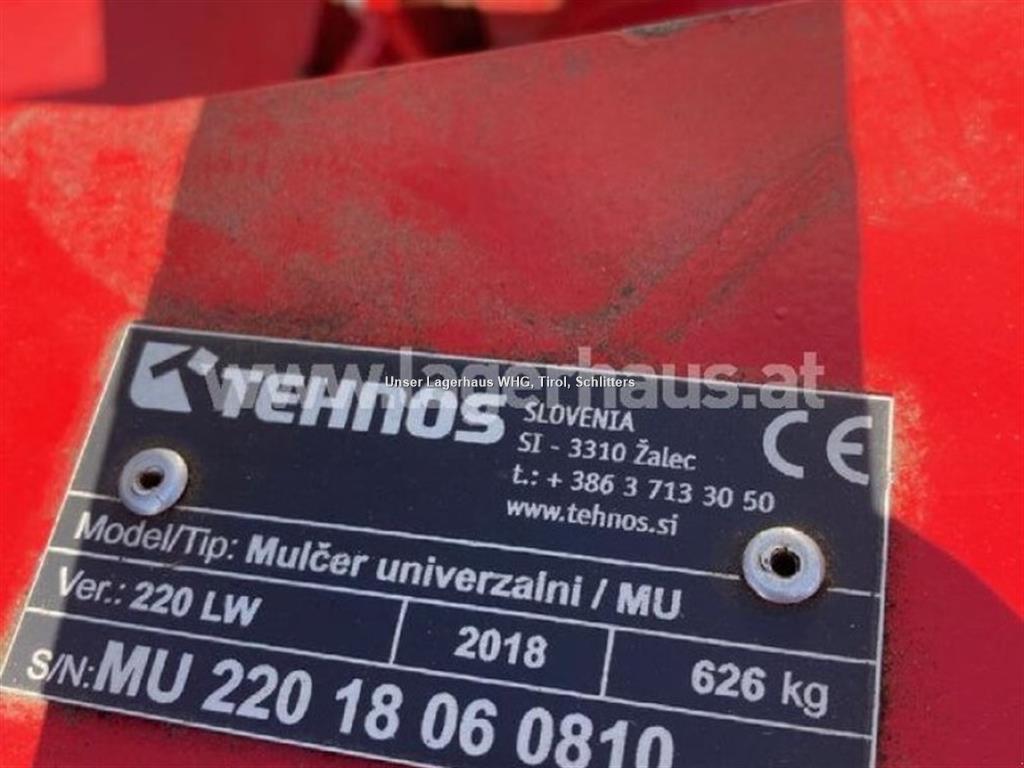 www.lagerhaus.at
Unser Lagerhaus WHG, Tirol, Schlitters
TEHNOS
SLOVENIA
SI - 3310 Žalec
t.: + 386 3 713 30 50
www.tehnos.si
CE
Model/Tip: Mulčer univerzalni / MU
Ver.: 220 LW 2018 626 kg
S/N: MU 220 18 06 0810